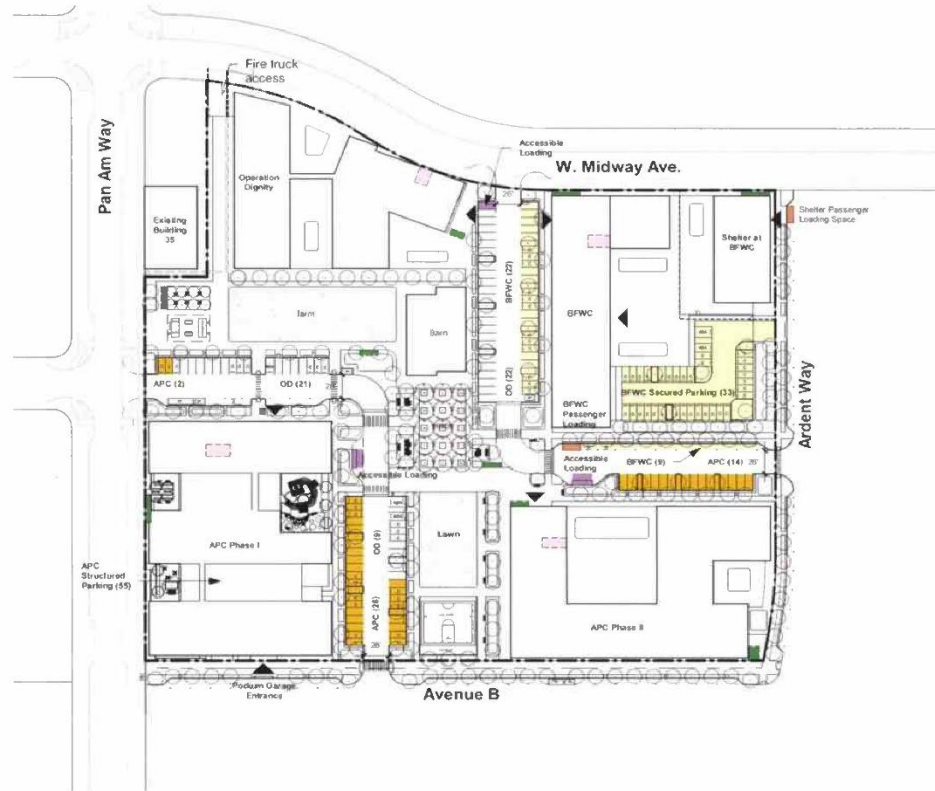 Fire truck
access
Pan Am Way
Accessible
Loading
W. Midway Ave.
26'
Operation
Dignity
Existing
Building
35
Shelter Passenger
Loading Space
Shelter at
BFWC
BFWC (22)
BFWC
Barn
OD (22)
APC (2)
OD (21)
BFWC Secured Parking (33)
BFWC
Passenger
Loading
Ardent Way
Accessible Loading
Accessible
Loading
BFWC (9)
APC (14)
26'
APC Phase I
OD (9)
Lawn
APC
Structured
Parking (55)
APC (26)
APC Phase II
26'
Podium Garage
Entrance
Avenue B